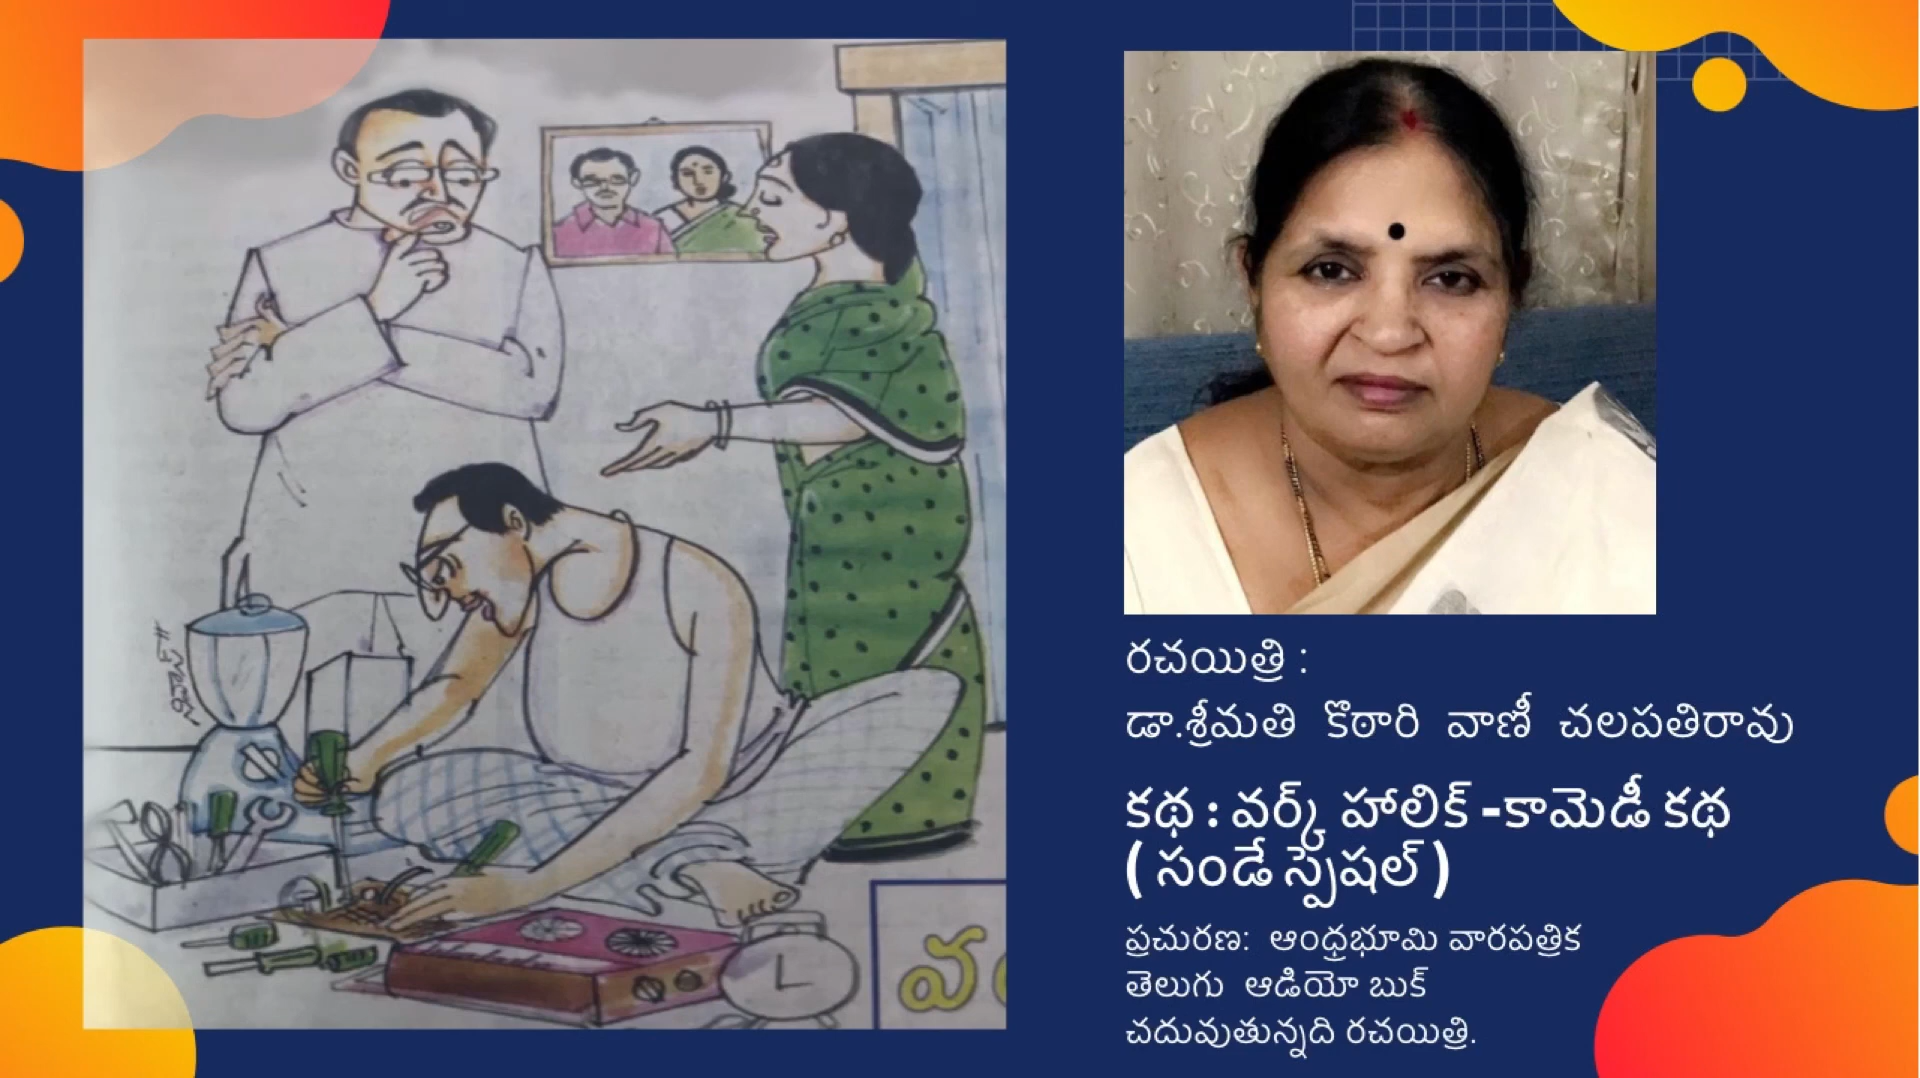 రచయిత్రి :
డా.శ్రీమతి కొఠారి వాణీ చలపతిరావు
కథ : వర్క్ హాలిక్ -కామెడీ కథ
( సండే స్పెషల్ )
ప్రచురణ: ఆంధ్రభూమి వారపత్రిక
తెలుగు ఆడియో బుక్
చదువుతున్నది రచయిత్రి.